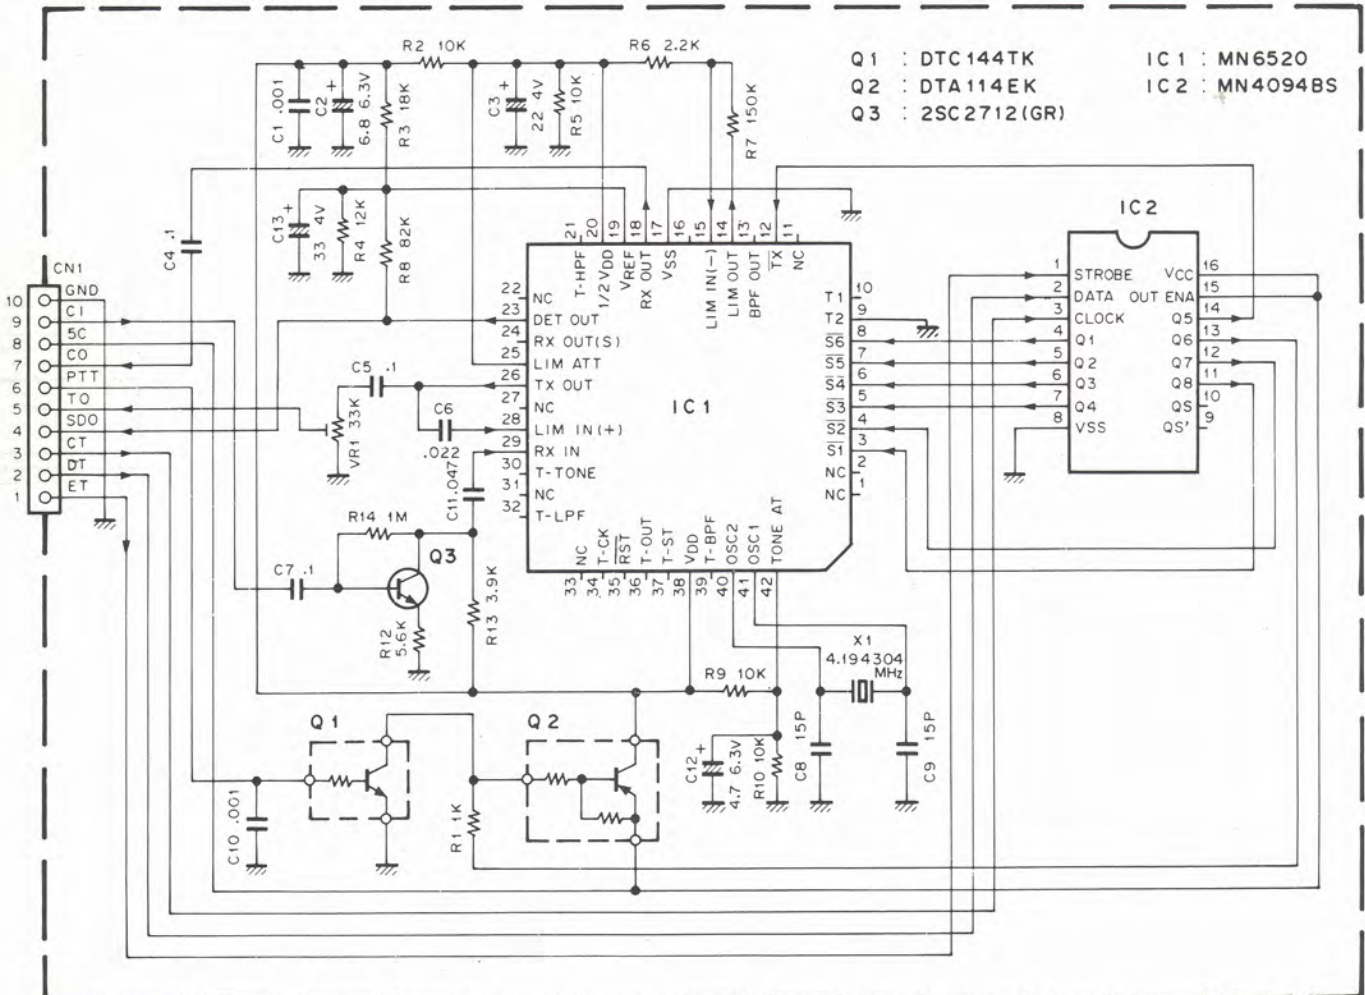 Q1 : DTC144TK
Q2 : DTA114EK
Q3 : 2SC2712(GR)
IC1 : MN6520
IC2 : MN4094BS
R2 10K
R6 2.2K
C1 .001
C2 + 6.8 6.3V
R3 18K
C3 + 22 4V
R5 10K
R7 150K
C4 .1
C13 + 33 4V
R4 12K
R8 82K
CN1
10 GND
9 CI
8 5C
7 CO
6 PTT
5 TO
4 SDO
3 CT
2 DT
1 ET
IC1
21 T-HPF
20 1/2 VDD
19 VREF
18 RX OUT
17 VSS
16
15 LIM IN(-)
14 LIM OUT
13 BPF OUT
12 T̅X̅
11 NC
22 NC
23 DET OUT
24 RX OUT(S)
25 LIM ATT
26 TX OUT
27 NC
28 LIM IN(+)
29 RX IN
30 T-TONE
31 NC
32 T-LPF
T1 10
T2 9
S̅6̅ 8
S̅5̅ 7
S̅4̅ 6
S̅3̅ 5
S̅2̅ 4
S̅1̅ 3
NC 2
NC 1
33 NC
34 T-CK
35 R̅S̅T̅
36 T-OUT
37 T-ST
38 VDD
39 T-BPF
40 OSC2
41 OSC1
42 TONE AT
IC2
1 STROBE
2 DATA
3 CLOCK
4 Q1
5 Q2
6 Q3
7 Q4
8 VSS
VCC 16
OUT ENA 15
Q5 14
Q6 13
Q7 12
Q8 11
QS 10
QS' 9
C5 .1
VR1 33K
C6 .022
C11 .047
R14 1M
Q3
C7 .1
R12 5.6K
R13 3.9K
X1
4.194304
MHz
R9 10K
C12 + 4.7 6.3V
R10 10K
C8 15P
C9 15P
Q1
Q2
C10 .001
R1 1K